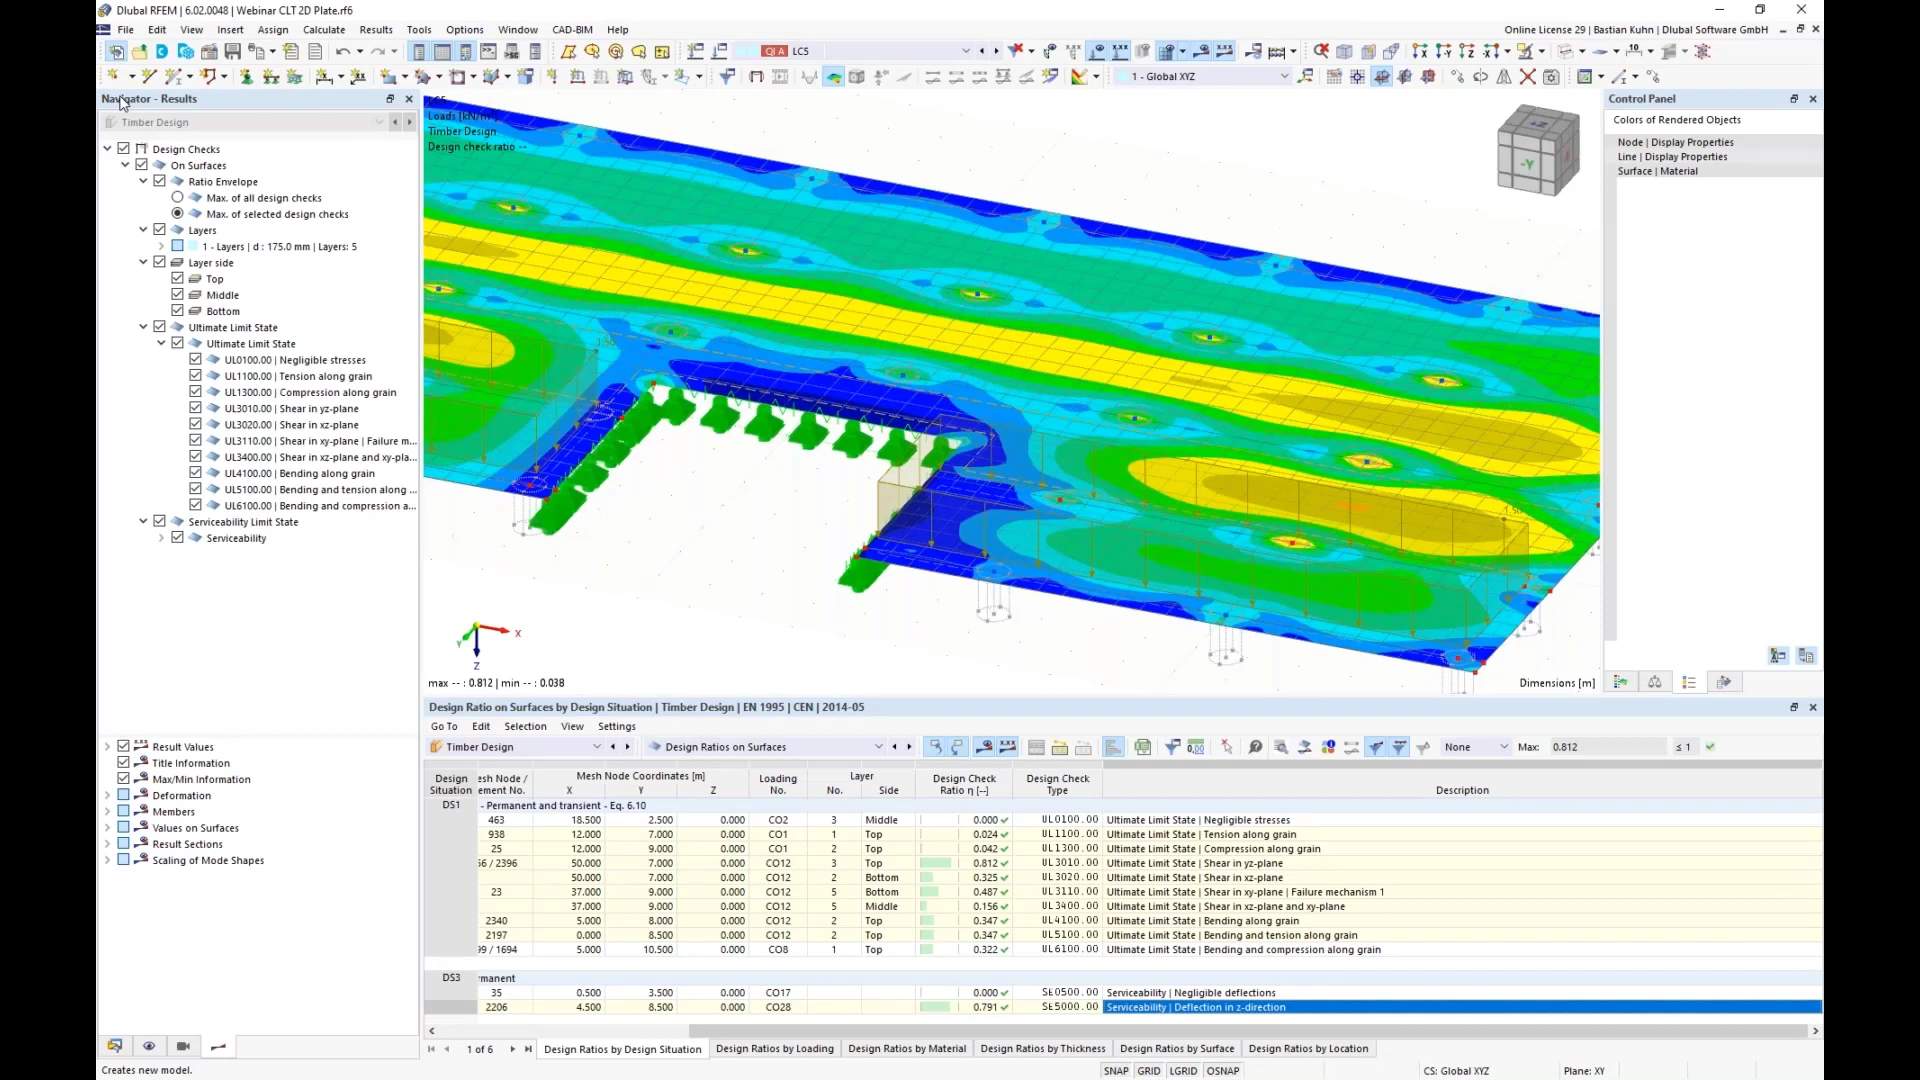 Dlubal RFEM | 6.02.0048 | Webinar CLT 2D Plate.rf6
File Edit View Insert Assign Calculate Results Tools Options Window CAD-BIM Help
Online License 29 | Bastian Kuhn | Dlubal Software GmbH
QI A LC5
1 - Global XYZ
Navigator - Results
Timber Design
Design Checks
On Surfaces
Ratio Envelope
Max. of all design checks
Max. of selected design checks
Layers
1 - Layers | d : 175.0 mm | Layers: 5
Layer side
Top
Middle
Bottom
Ultimate Limit State
Ultimate Limit State
UL0100.00 | Negligible stresses
UL1100.00 | Tension along grain
UL1300.00 | Compression along grain
UL3010.00 | Shear in yz-plane
UL3020.00 | Shear in xz-plane
UL3110.00 | Shear in xy-plane | Failure m...
UL3400.00 | Shear in xz-plane and xy-pla...
UL4100.00 | Bending along grain
UL5100.00 | Bending and tension along ...
UL6100.00 | Bending and compression a...
Serviceability Limit State
Serviceability
Result Values
Title Information
Max/Min Information
Deformation
Members
Values on Surfaces
Result Sections
Scaling of Mode Shapes
Creates new model.
Timber Design
Design check ratio --
-Y
+Z
1.50
1.50
X
Y
Z
max -- : 0.812 | min -- : 0.038
Dimensions [m]
Control Panel
Colors of Rendered Objects
Node | Display Properties
Line | Display Properties
Surface | Material
Design Ratio on Surfaces by Design Situation | Timber Design | EN 1995 | CEN | 2014-05
Go To Edit Selection View Settings
Timber Design
Design Ratios on Surfaces
None
Max: 0.812 ≤ 1
Design Situation esh Node / ement No. Mesh Node Coordinates [m] X Y Z Loading No. Layer No. Side Design Check Ratio η [--] Design Check Type Description
DS1 - Permanent and transient - Eq. 6.10
463 18.500 2.500 0.000 CO2 3 Middle 0.000 UL0100.00 Ultimate Limit State | Negligible stresses
938 12.000 7.000 0.000 CO1 1 Top 0.024 UL1100.00 Ultimate Limit State | Tension along grain
25 12.000 9.000 0.000 CO1 2 Top 0.042 UL1300.00 Ultimate Limit State | Compression along grain
56 / 2396 50.000 7.000 0.000 CO12 3 Top 0.812 UL3010.00 Ultimate Limit State | Shear in yz-plane
50.000 7.000 0.000 CO12 2 Bottom 0.325 UL3020.00 Ultimate Limit State | Shear in xz-plane
23 37.000 9.000 0.000 CO12 5 Bottom 0.487 UL3110.00 Ultimate Limit State | Shear in xy-plane | Failure mechanism 1
37.000 9.000 0.000 CO12 5 Middle 0.156 UL3400.00 Ultimate Limit State | Shear in xz-plane and xy-plane
2340 5.000 8.000 0.000 CO12 2 Top 0.347 UL4100.00 Ultimate Limit State | Bending along grain
2197 0.000 8.500 0.000 CO12 2 Top 0.347 UL5100.00 Ultimate Limit State | Bending and tension along grain
99 / 1694 5.000 10.500 0.000 CO8 1 Top 0.322 UL6100.00 Ultimate Limit State | Bending and compression along grain
DS3 rmanent
35 0.500 3.500 0.000 CO17 0.000 SE0500.00 Serviceability | Negligible deflections
2206 4.500 8.500 0.000 CO28 0.791 SE5000.00 Serviceability | Deflection in z-direction
1 of 6
Design Ratios by Design Situation Design Ratios by Loading Design Ratios by Material Design Ratios by Thickness Design Ratios by Surface Design Ratios by Location
SNAP GRID LGRID OSNAP CS: Global XYZ Plane: XY